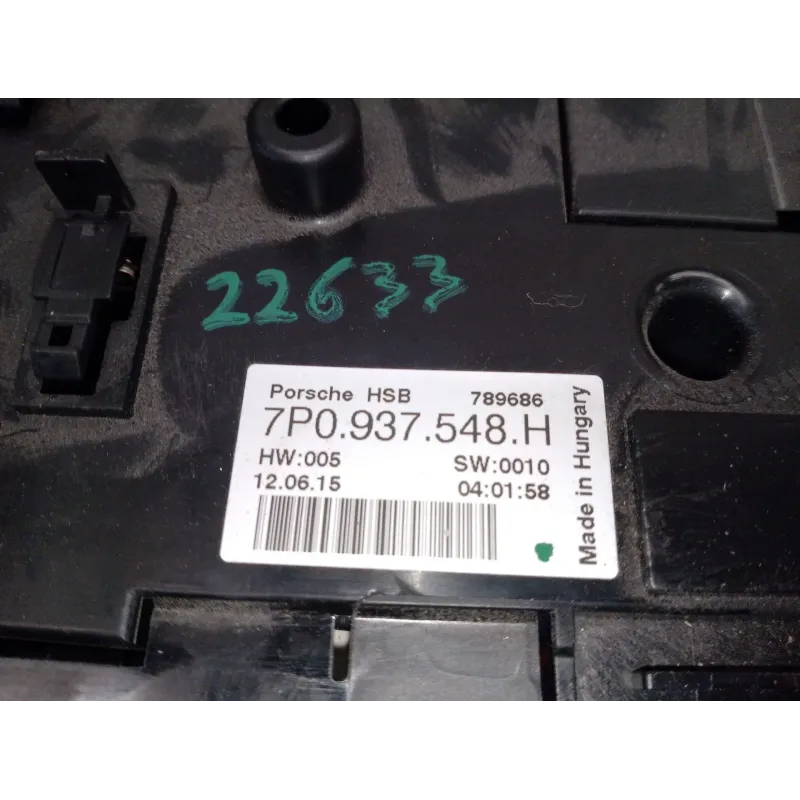 22633
Porsche HSB 789686
7P0.937.548.H
HW:005 SW:0010
12.06.15 04:01:58
Made in Hungary